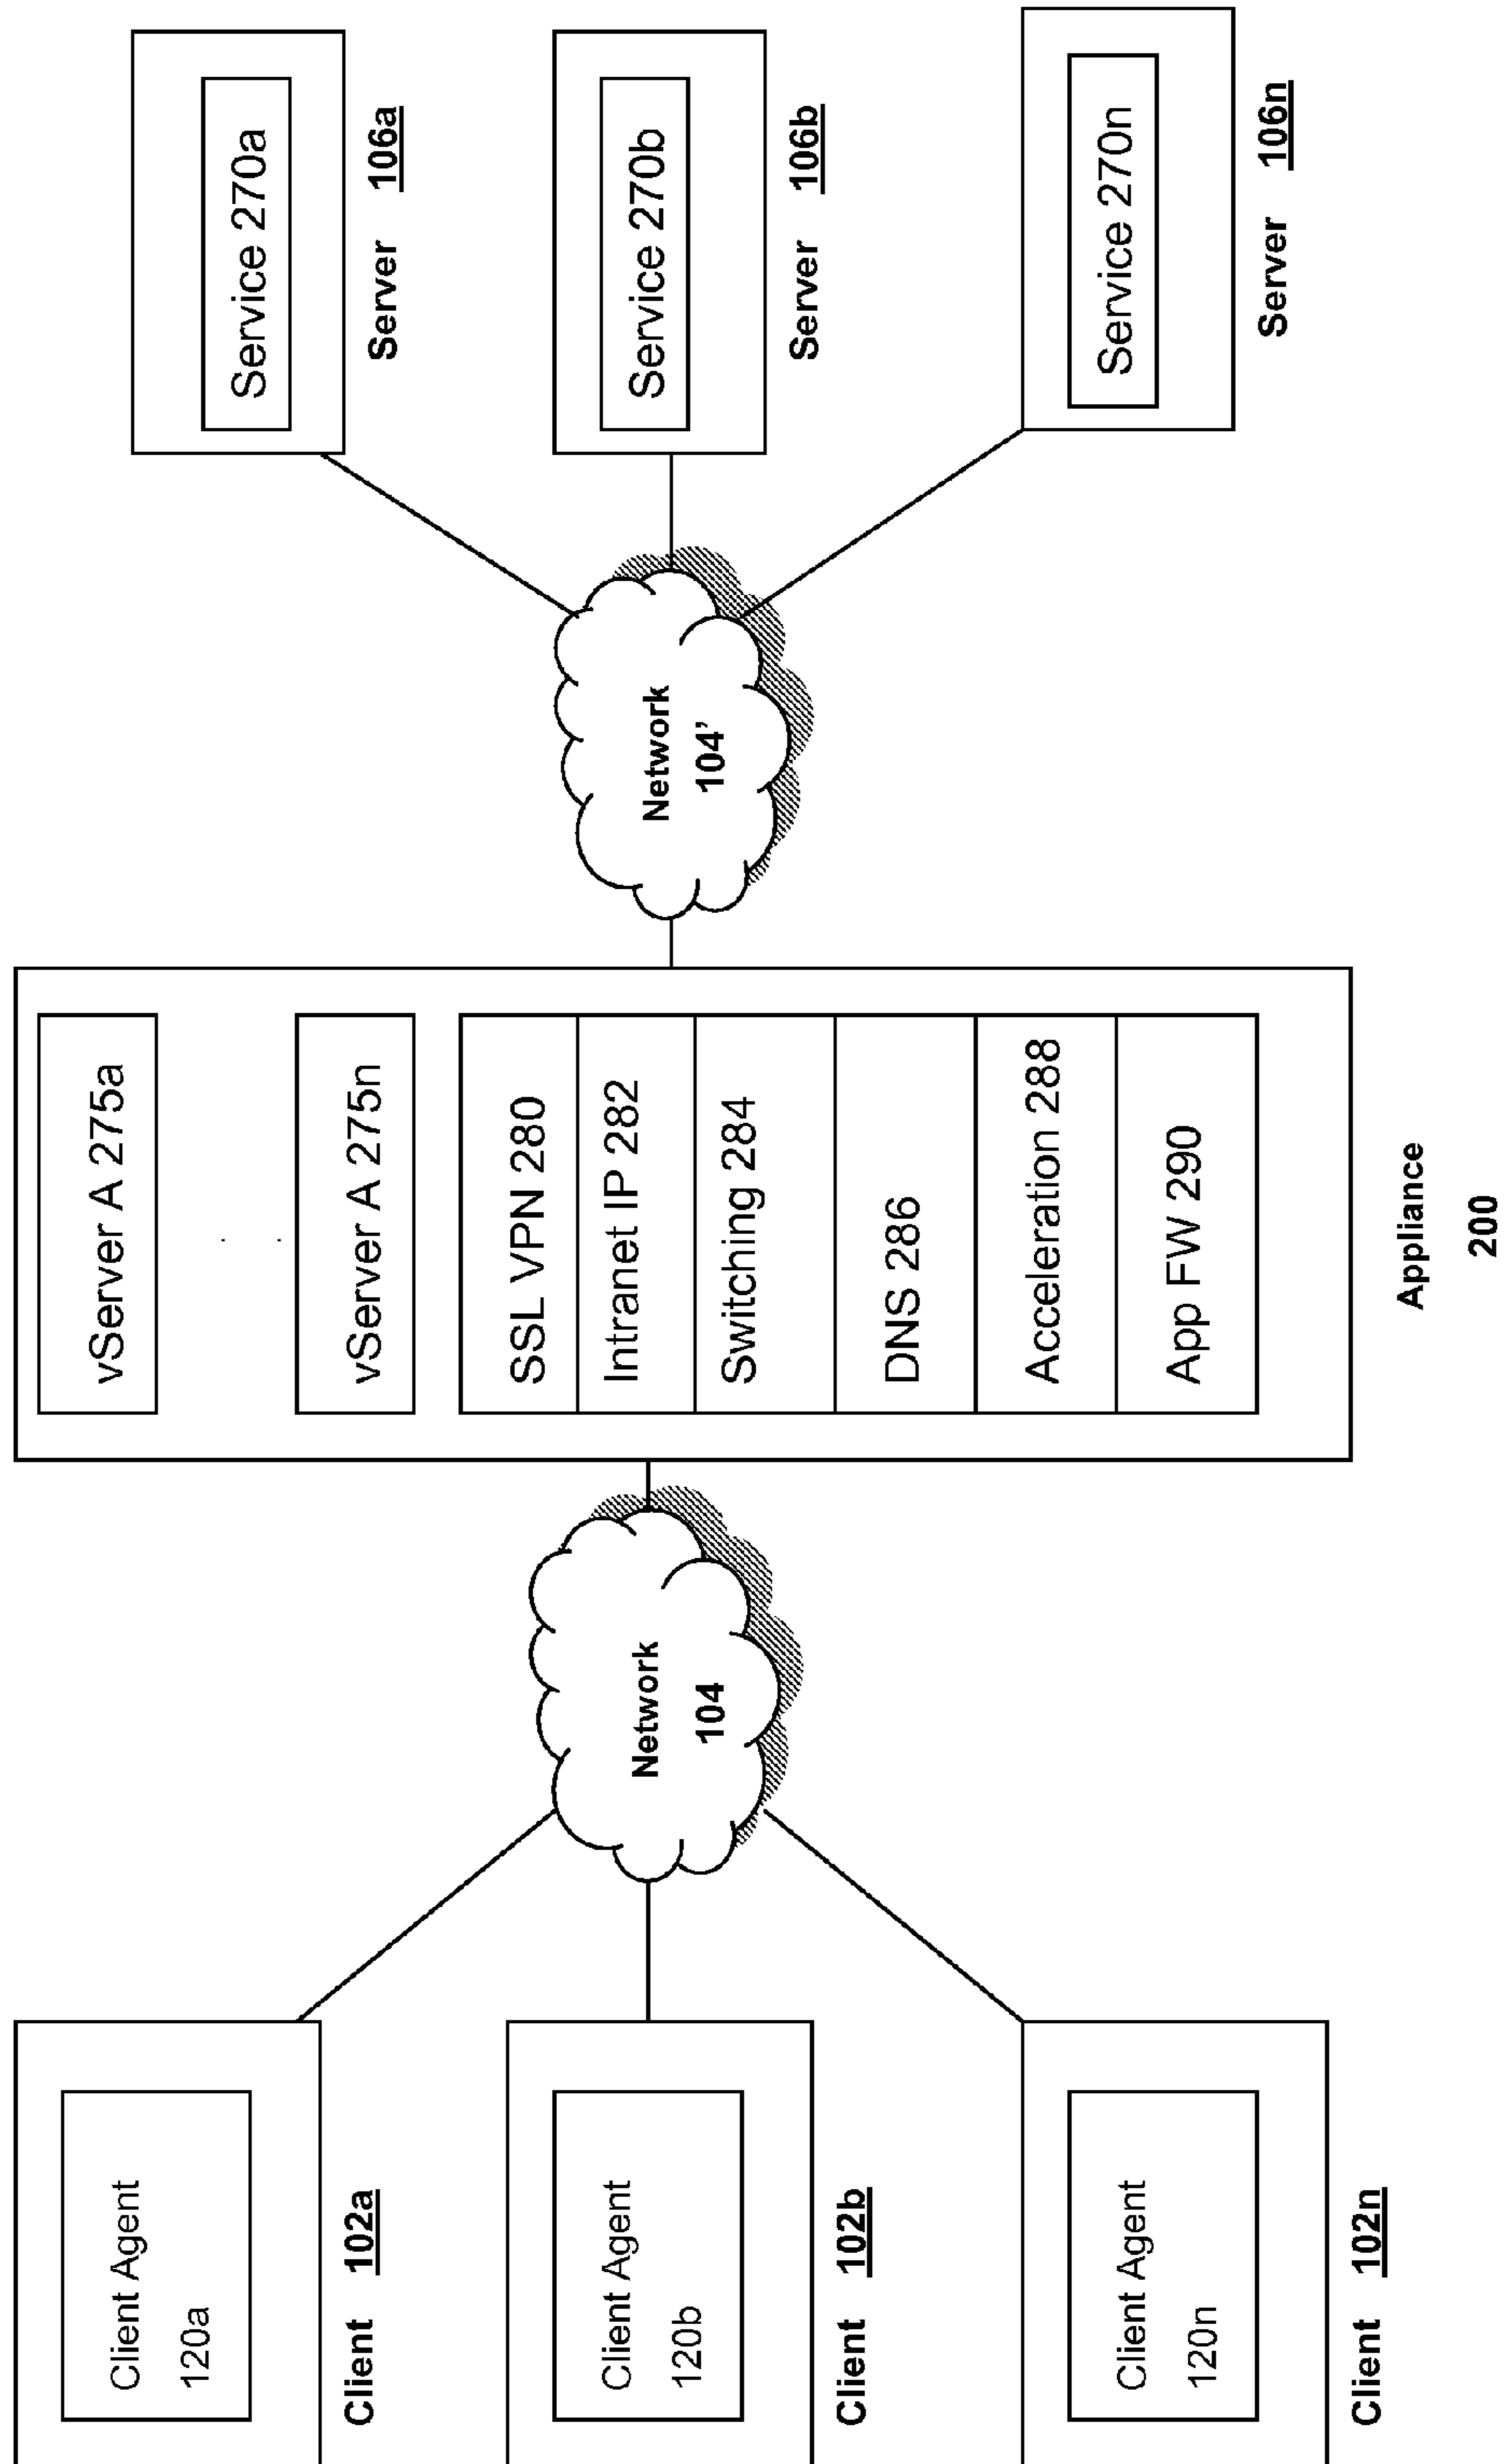 Client Agent
120a
Client 102a
Client Agent
120b
Client 102b
Client Agent
120n
Client 102n
Network
104
vServer A 275a
vServer A 275n
SSL VPN 280
Intranet IP 282
Switching 284
DNS 286
Acceleration 288
App FW 290
Appliance
200
Network
104’
Service 270a
Server 106a
Service 270b
Server 106b
Service 270n
Server 106n